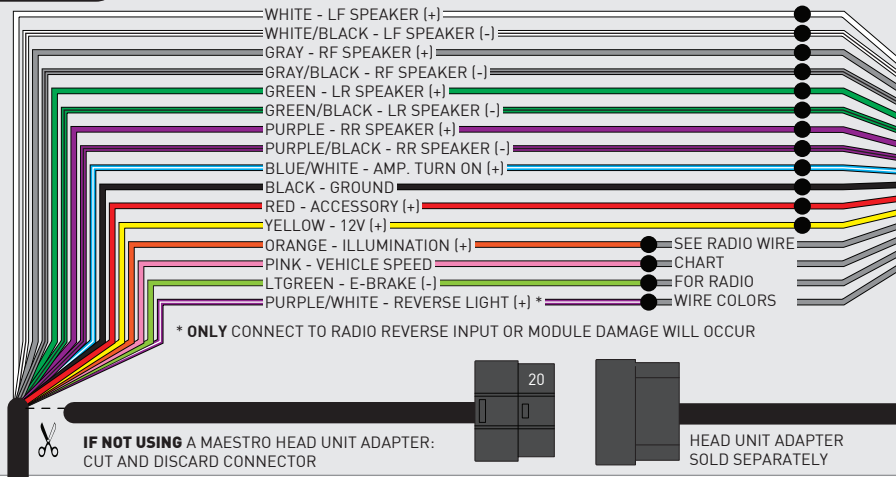 WHITE - LF SPEAKER (+)
WHITE/BLACK - LF SPEAKER (-)
GRAY - RF SPEAKER (+)
GRAY/BLACK - RF SPEAKER (-)
GREEN - LR SPEAKER (+)
GREEN/BLACK - LR SPEAKER (-)
PURPLE - RR SPEAKER (+)
PURPLE/BLACK - RR SPEAKER (-)
BLUE/WHITE - AMP. TURN ON (+)
BLACK - GROUND
RED - ACCESSORY (+)
YELLOW - 12V (+)
ORANGE - ILLUMINATION (+)
PINK - VEHICLE SPEED
LTGREEN - E-BRAKE (-)
PURPLE/WHITE - REVERSE LIGHT (+) *
SEE RADIO WIRE
CHART
FOR RADIO
WIRE COLORS
* ONLY CONNECT TO RADIO REVERSE INPUT OR MODULE DAMAGE WILL OCCUR
20
IF NOT USING A MAESTRO HEAD UNIT ADAPTER:
CUT AND DISCARD CONNECTOR
HEAD UNIT ADAPTER
SOLD SEPARATELY